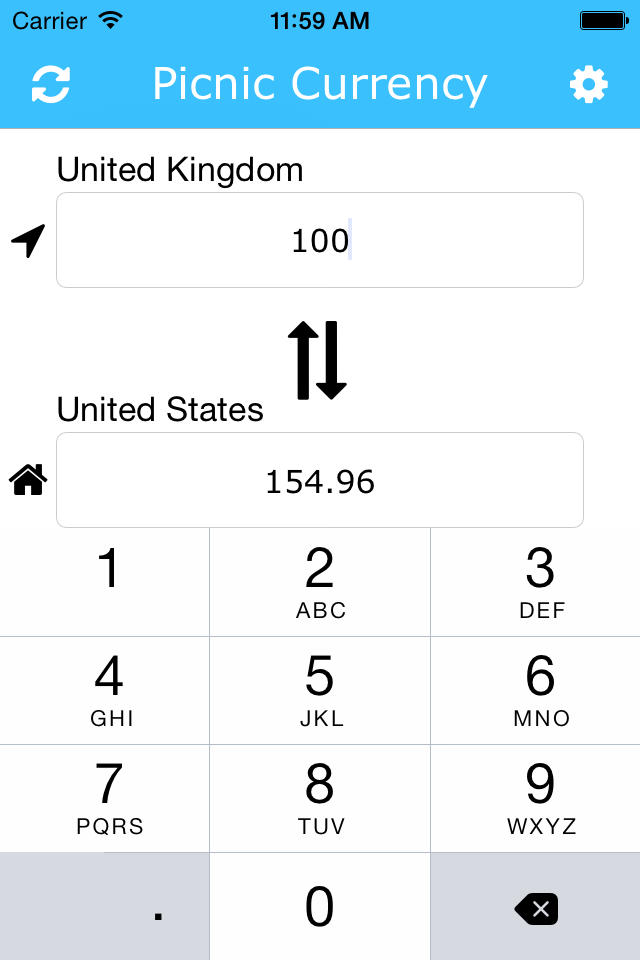 Carrier 11:59 AM
Picnic Currency
United Kingdom
100
United States
154.96
1 2 3
ABC DEF
4 5 6
GHI JKL MNO
7 8 9
PQRS TUV WXYZ
. 0